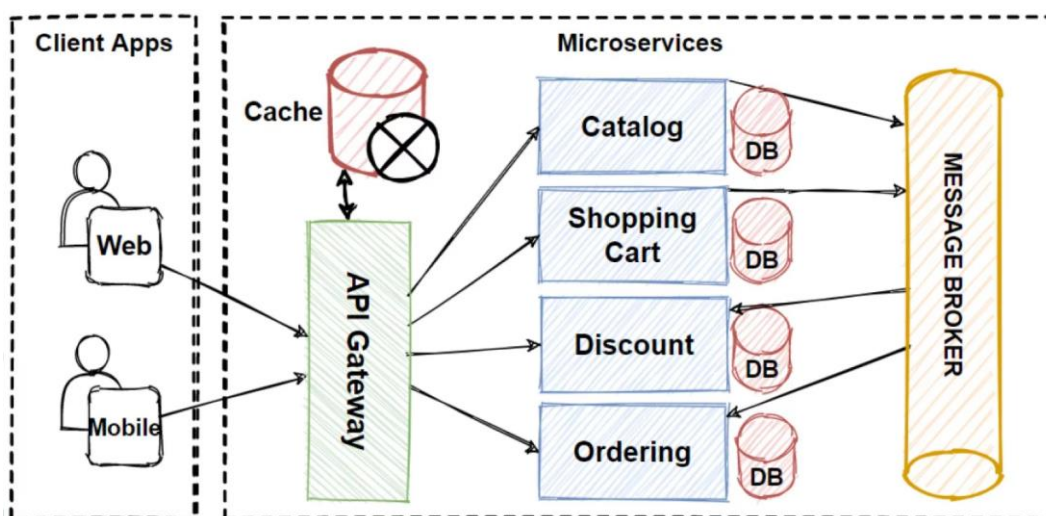 Client Apps
Microservices
Cache
Web
Mobile
API Gateway
Catalog
DB
Shopping
Cart
DB
Discount
DB
Ordering
DB
MESSAGE BROKER